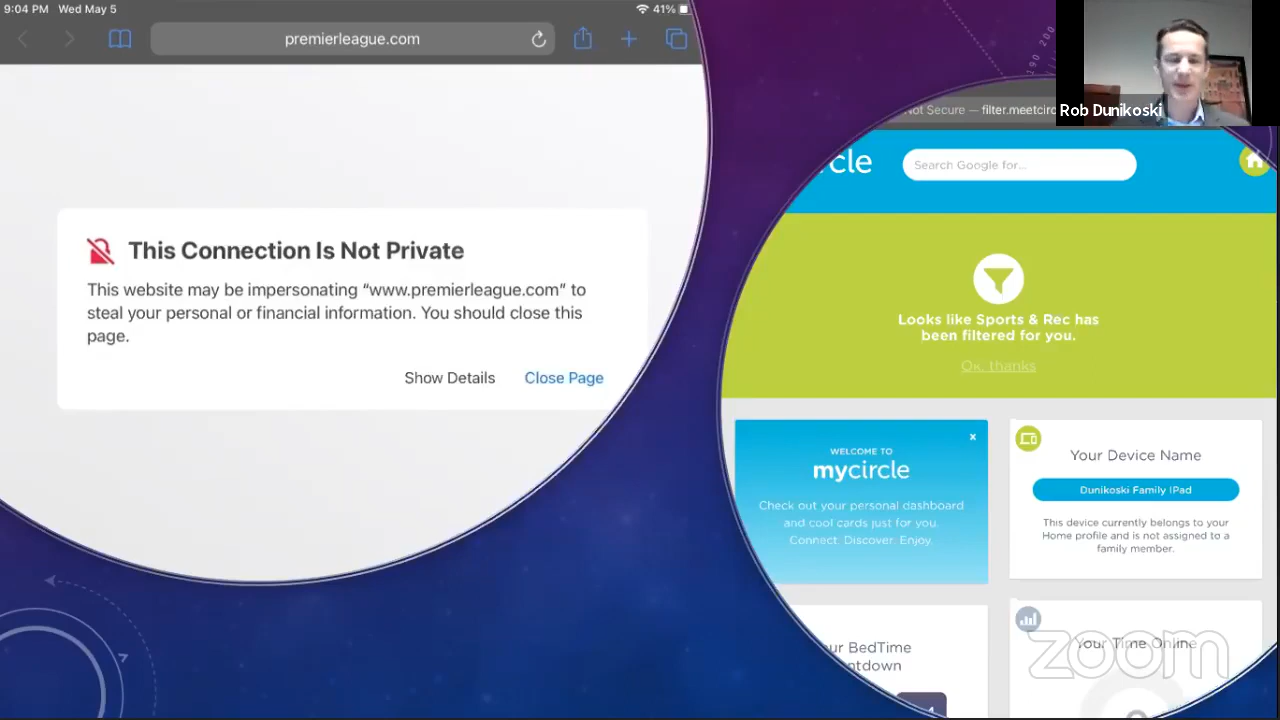 9:04 PM Wed May 5
41%
premierleague.com
This Connection Is Not Private
This website may be impersonating “www.premierleague.com” to
steal your personal or financial information. You should close this
page.
Show Details
Close Page
Rob Dunikoski
190 200
Not Secure — filter.meetcirc
rcle
Search Google for...
Looks like Sports & Rec has
been filtered for you.
Ok, thanks
x
WELCOME TO
mycircle
Check out your personal dashboard
and cool cards just for you.
Connect. Discover. Enjoy.
Your Device Name
Dunikoski Family iPad
This device currently belongs to your
Home profile and is not assigned to a
family member.
ur BedTime
ountdown
Your Time Online
zoom